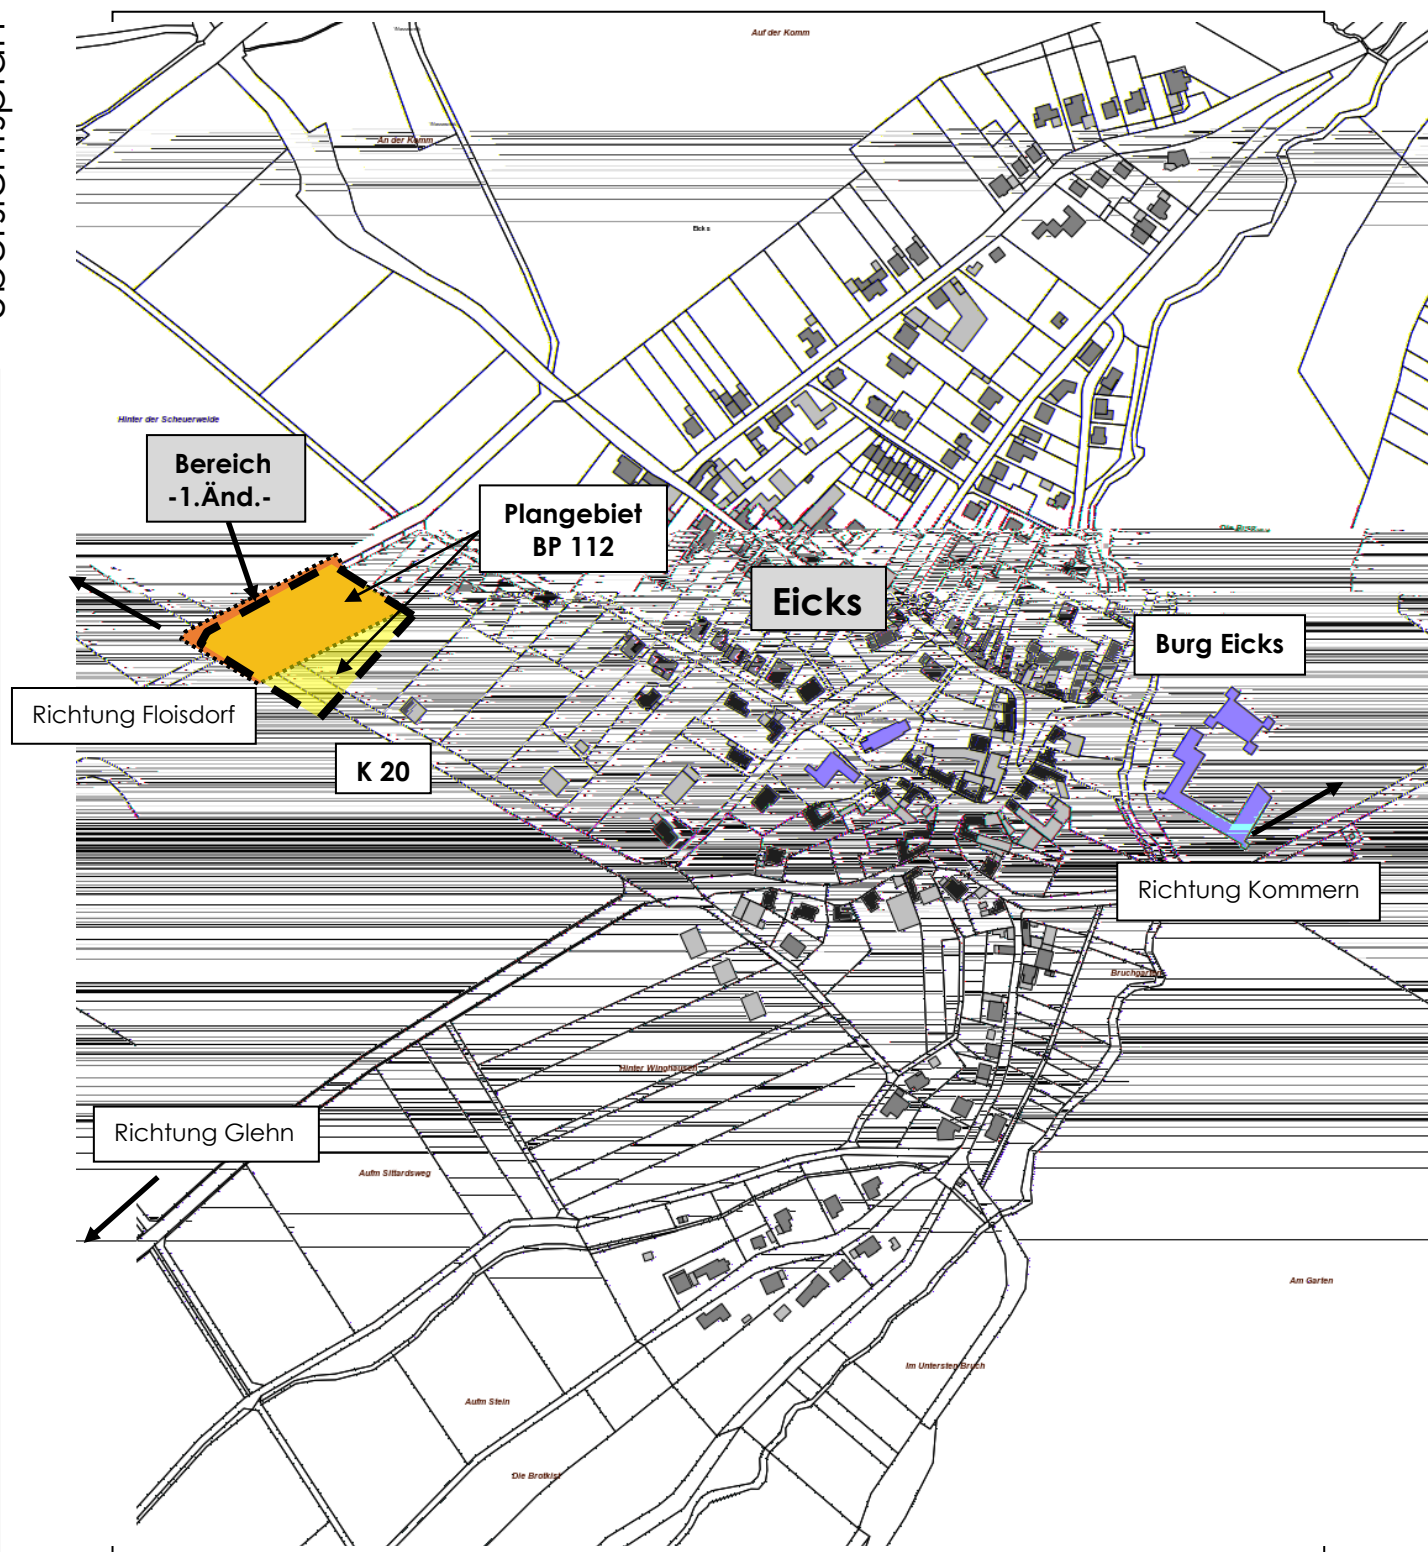 Auf der Komm
An der Komm
Eicks
Hinter der Scheuerweide
Bereich
-1.Änd.-
Plangebiet
BP 112
Eicks
Burg Eicks
Richtung Floisdorf
K 20
Richtung Kommern
Bruchgarten
Hinter Winghausen
Richtung Glehn
Aufm Sittardsweg
Am Garten
Im Untersten Bruch
Aufm Stein
Die Brotkist